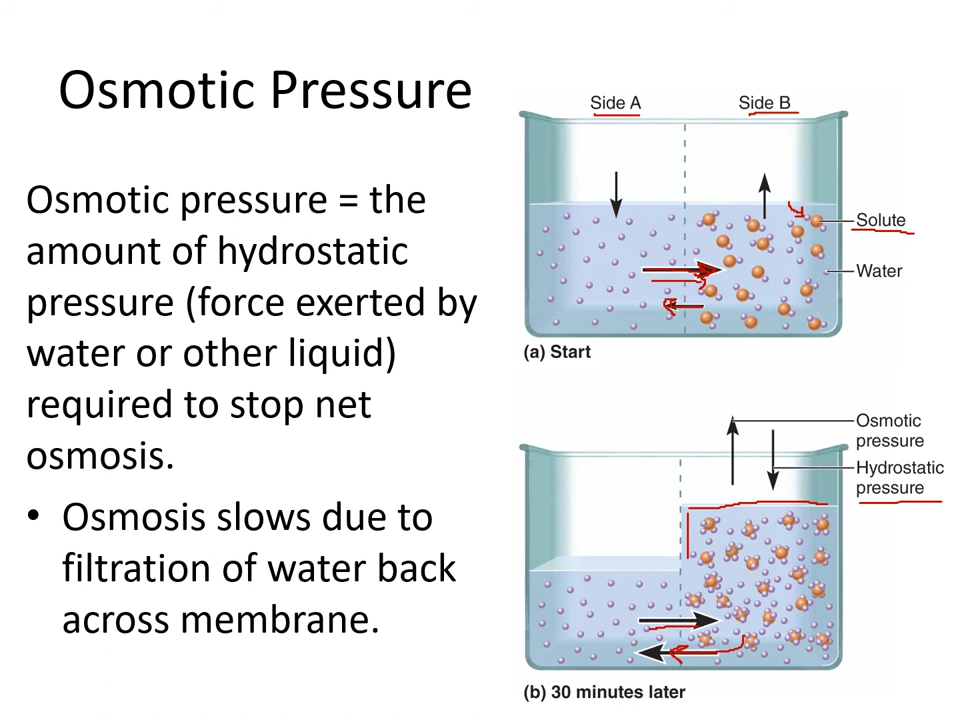 Osmotic Pressure
Osmotic pressure = the
amount of hydrostatic
pressure (force exerted by
water or other liquid)
required to stop net
osmosis.
• Osmosis slows due to
filtration of water back
across membrane.
Side A
Side B
Solute
Water
(a) Start
Osmotic
pressure
Hydrostatic
pressure
(b) 30 minutes later